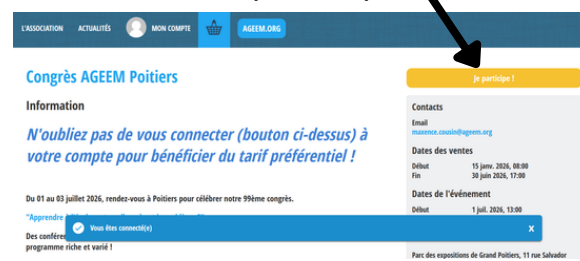 L'ASSOCIATION ACTUALITÉS MON COMPTE AGEEM.ORG
Congrès AGEEM Poitiers
Information
N'oubliez pas de vous connecter (bouton ci-dessus) à
votre compte pour bénéficier du tarif préférentiel !
Du 01 au 03 juillet 2026, rendez-vous à Poitiers pour célébrer notre 99ème congrès.
"Apprendre
Des
programme riche et varié !
Vous êtes connecté(e) X
Je participe !
Contacts
Email
maxence.cousin@ageem.org
Dates des ventes
Début 15 janv. 2026, 08:00
Fin 30 juin 2026, 17:00
Dates de l'événement
Début 1 juil. 2026, 13:00
Parc des expositions de Grand Poitiers, 11 rue Salvador